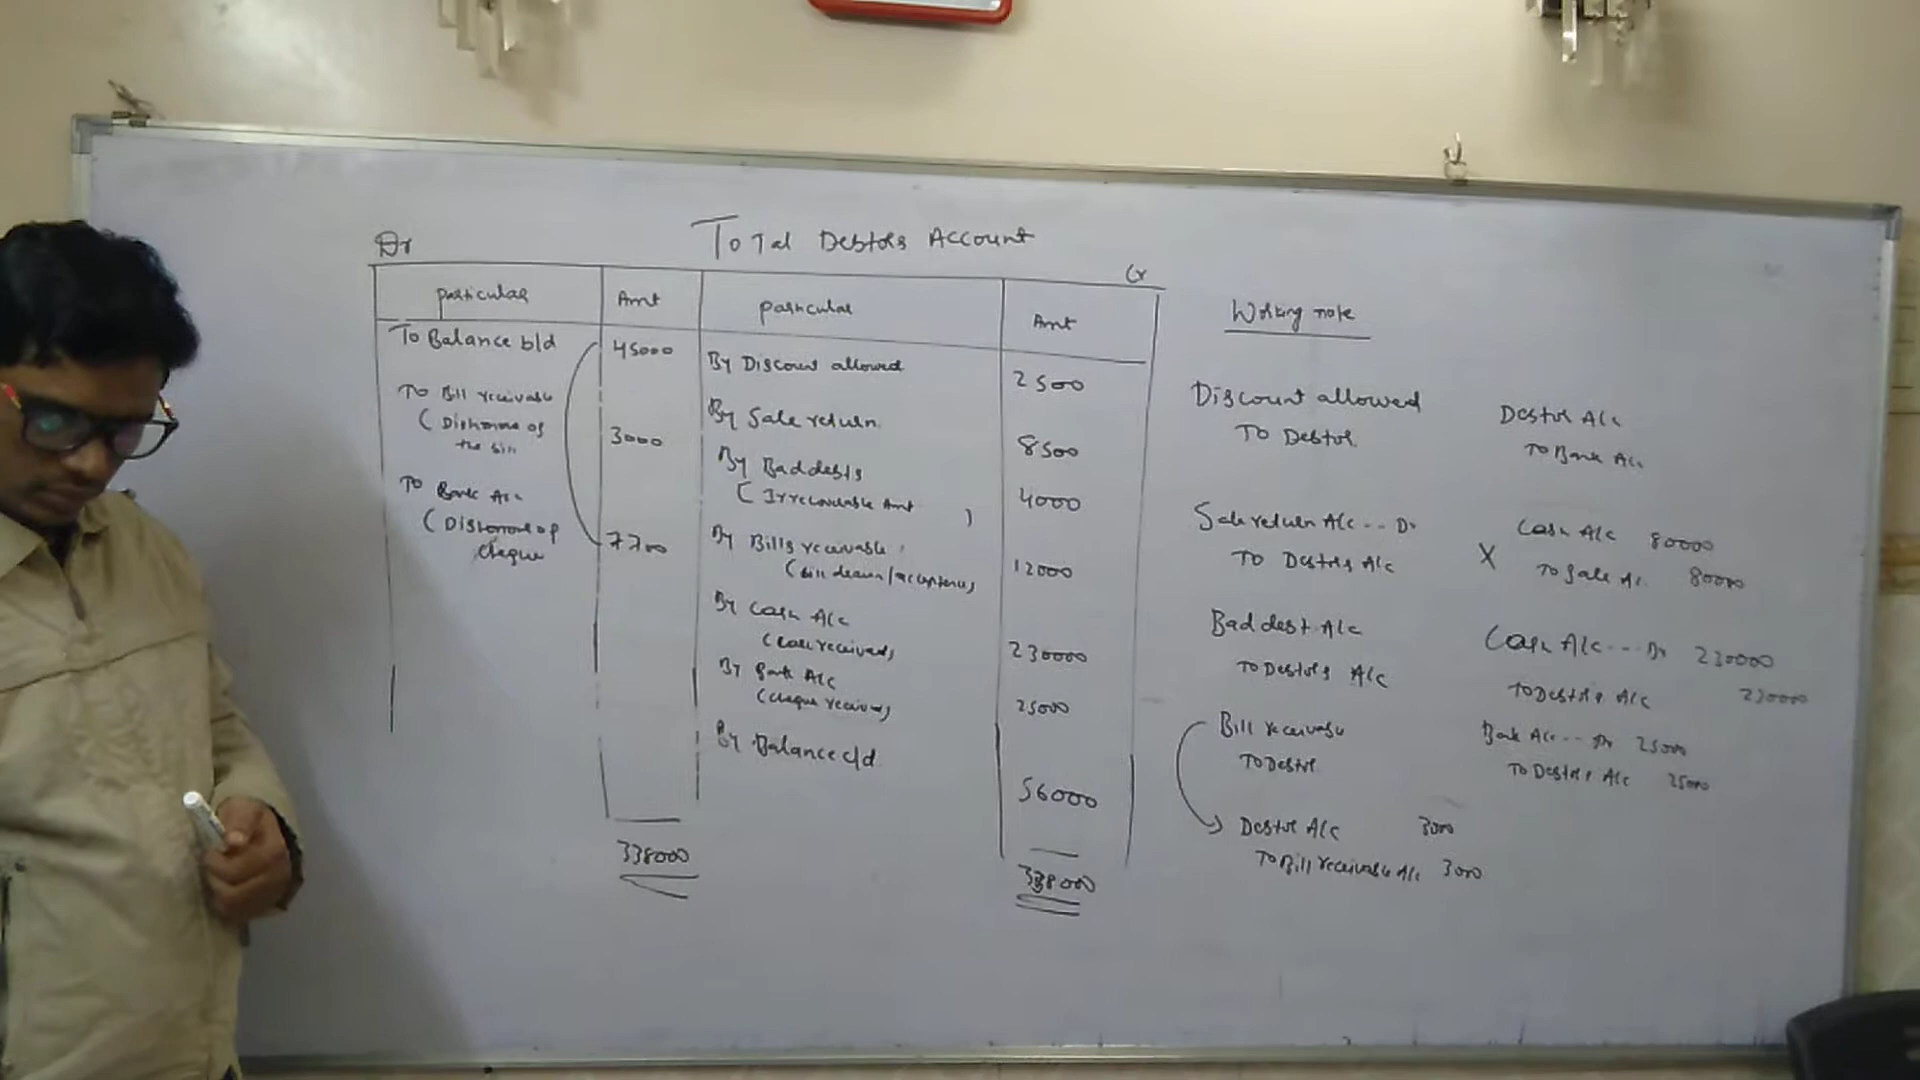 Total Debtors Account
Dr
Cr
particular
Amt
particular
Amt
To Balance b/d
45000
By Discount allowed
2500
To Bill receivable
(Dishonour of
the bill
3000
By Sale return
8500
By Bad debts
(Irrecoverable Amt)
4000
To Bank A/c
(Dishonour of
cheque
7700
By Bills receivable
(bill drawn/acceptance)
12000
By Cash A/c
(Cash received)
230000
By Bank A/c
(cheque received)
25000
By Balance c/d
56000
338000
338000
Working note
Discount allowed
To Debtor
Sale return A/c -- Dr
To Debtors A/c
Bad debt A/c
To Debtors A/c
Bill receivable
To Debtor
Debtor A/c 3000
To Bill receivable A/c 3000
Debtor A/c
To Bank A/c
X
Cash A/c 80000
To Sale A/c 80000
Cash A/c --- Dr 230000
To Debtors A/c 230000
Bank A/c -- Dr 25000
To Debtors A/c 25000